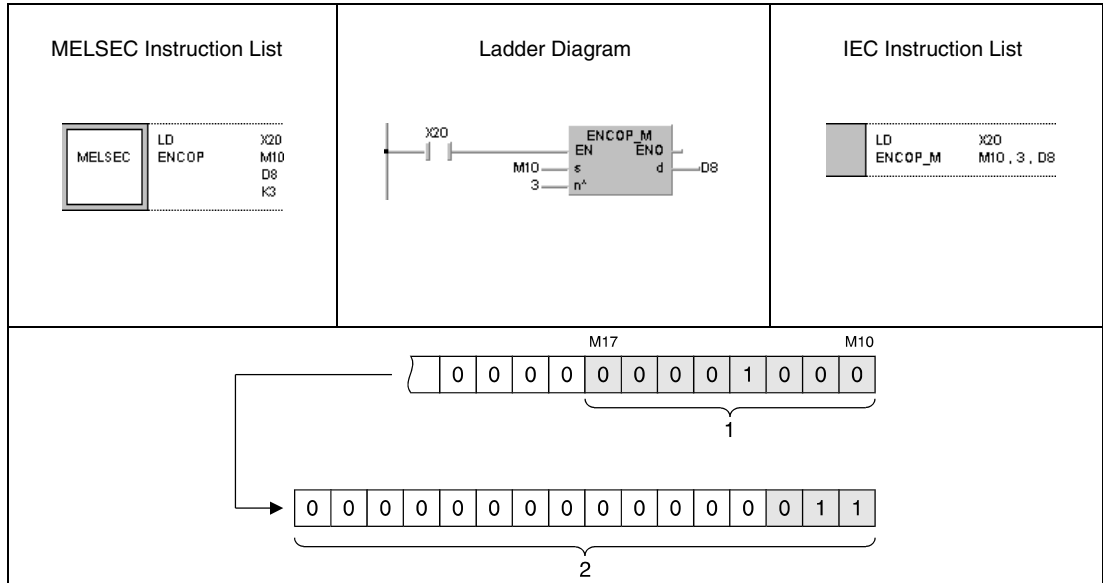 MELSEC Instruction List
Ladder Diagram
IEC Instruction List
MELSEC
LD X20
ENCOP M10
D8
K3
X20
ENCOP_M
EN ENO
M10 s d D8
3 n^
LD X20
ENCOP_M M10 , 3 , D8
M17 M10
0 0 0 0 0 0 0 0 1 0 0 0
1
0 0 0 0 0 0 0 0 0 0 0 0 0 0 1 1
2